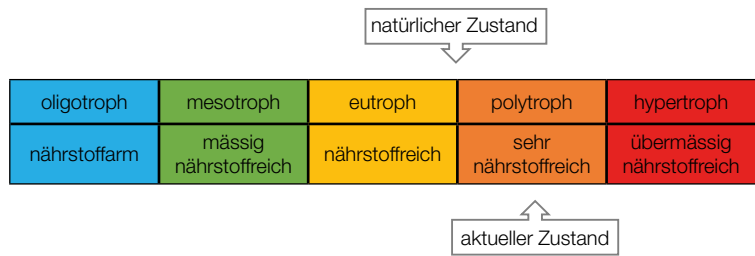 natürlicher Zustand
oligotroph mesotroph eutroph polytroph hypertroph
nährstoffarm mässig nährstoffreich nährstoffreich sehr nährstoffreich übermässig nährstoffreich
aktueller Zustand